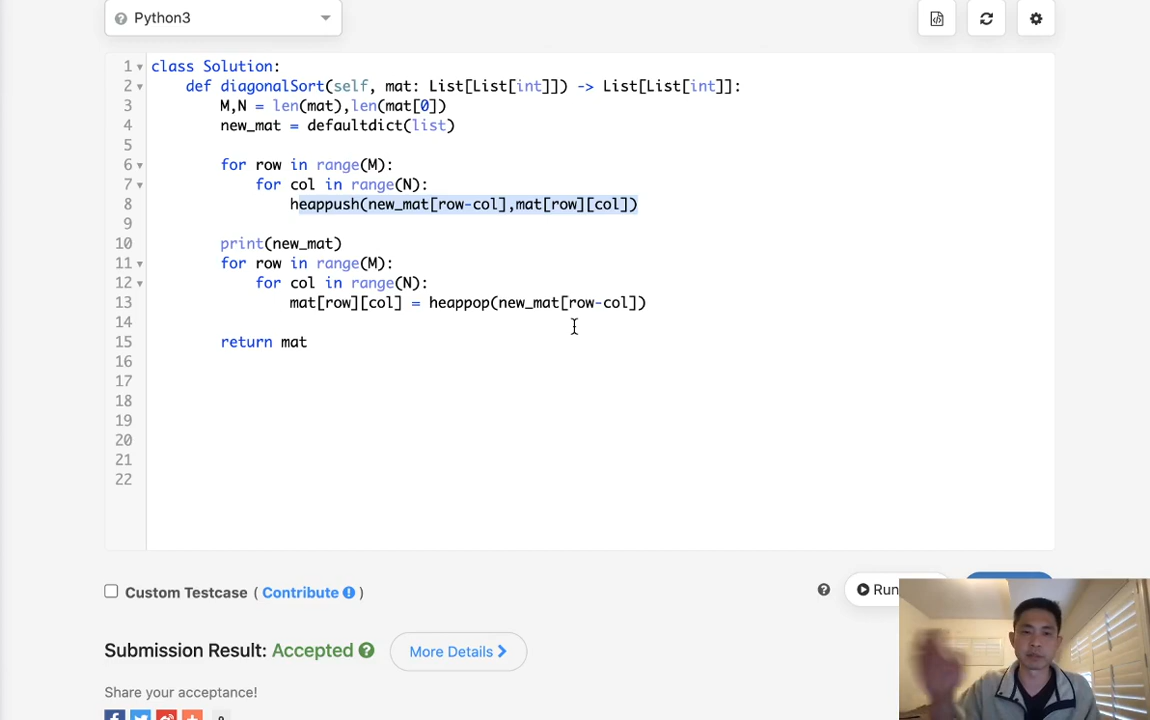 Python3
1 class Solution:
2 def diagonalSort(self, mat: List[List[int]]) -> List[List[int]]:
3 M,N = len(mat),len(mat[0])
4 new_mat = defaultdict(list)
5
6 for row in range(M):
7 for col in range(N):
8 heappush(new_mat[row-col],mat[row][col])
9
10 print(new_mat)
11 for row in range(M):
12 for col in range(N):
13 mat[row][col] = heappop(new_mat[row-col])
14
15 return mat
16
17
18
19
20
21
22
Custom Testcase ( Contribute )
Run
Submission Result: Accepted More Details
Share your acceptance!